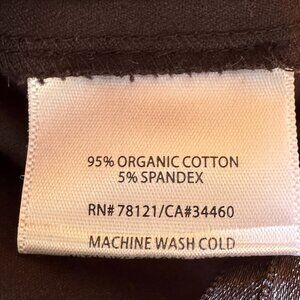 95% ORGANIC COTTON
5% SPANDEX
RN# 78121/CA#34460
MACHINE WASH COLD